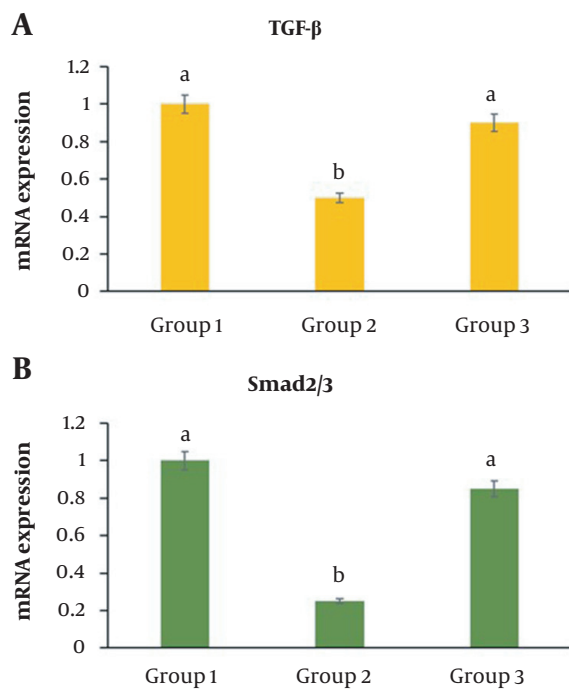 A
TGF-β
mRNA expression
1.2
1
0.8
0.6
0.4
0.2
0
a
b
a
Group 1
Group 2
Group 3
B
Smad2/3
mRNA expression
1.2
1
0.8
0.6
0.4
0.2
0
a
b
a
Group 1
Group 2
Group 3